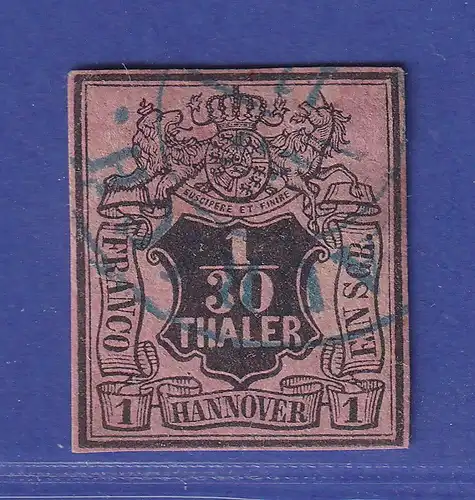 SUSCIPERE ET FINIRE
FRANCO
1
30
THALER
EIN SGR.
1
HANNOVER
1